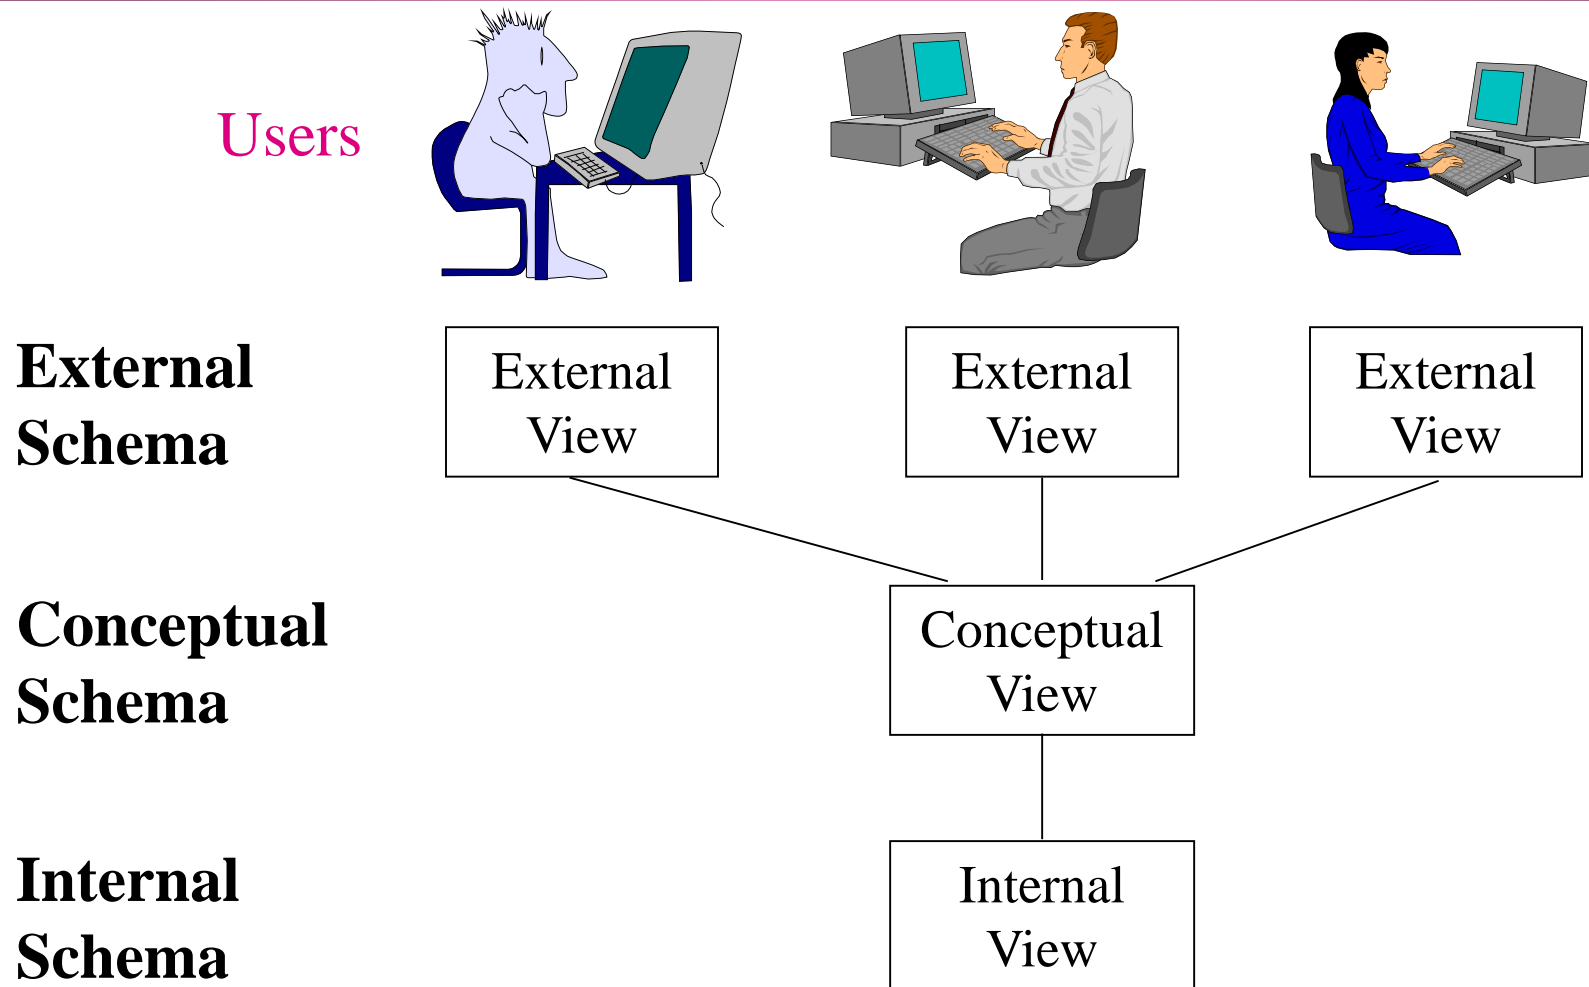 Users
External
Schema
External
View
External
View
External
View
Conceptual
Schema
Conceptual
View
Internal
Schema
Internal
View